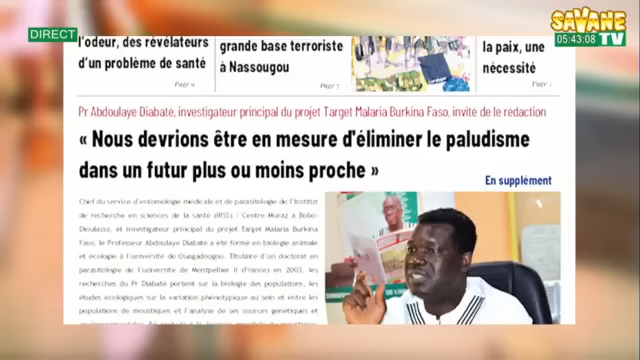 DIRECT
SAVANE
TV
05:43:08
l'odeur, des révélateurs
d'un problème de santé
Page 9
grande base terroriste
à Nassougou
Page 7
la paix, une
nécessité
Page
Pr Abdoulaye Diabaté, investigateur principal du projet Target Malaria Burkina Faso, invité de le rédaction
« Nous devrions être en mesure d'éliminer le paludisme
dans un futur plus ou moins proche »
En supplément
Chef du service d'entomologie medicale et de parasitologie de l'Institut
de recherche en sciences de la santé (IRSS) / Centre Muraz à Bobo-
Dioulasso, et investigateur principal du projet Target Malaria Burkina
Faso, le Professeur Abdoulaye Diabaté a été formé en biologie animale
et écologie à l'université de Ouagadougou. Titulaire d'un doctorat en
parasitologie de l'université de Montpellier II (France) en 2003, les
recherches du Pr Diabaté portent sur la biologie des populations, les
études écologiques sur la variation phénotypique au sein et entre les
populations de moustiques et l'analyse de ses sources génétiques et